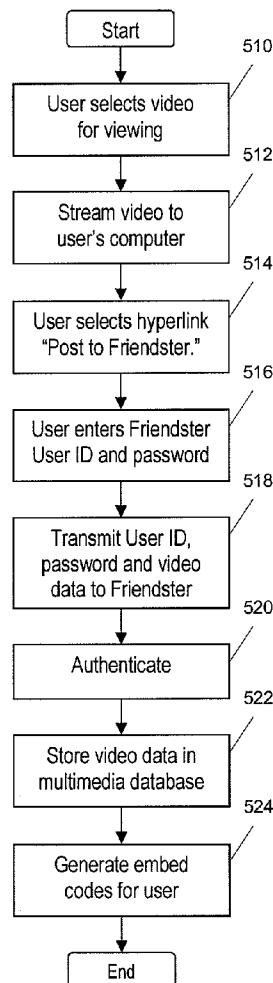 Start
510
User selects video
for viewing
512
Stream video to
user's computer
514
User selects hyperlink
“Post to Friendster.”
516
User enters Friendster
User ID and password
518
Transmit User ID,
password and video
data to Friendster
520
Authenticate
522
Store video data in
multimedia database
524
Generate embed
codes for user
End